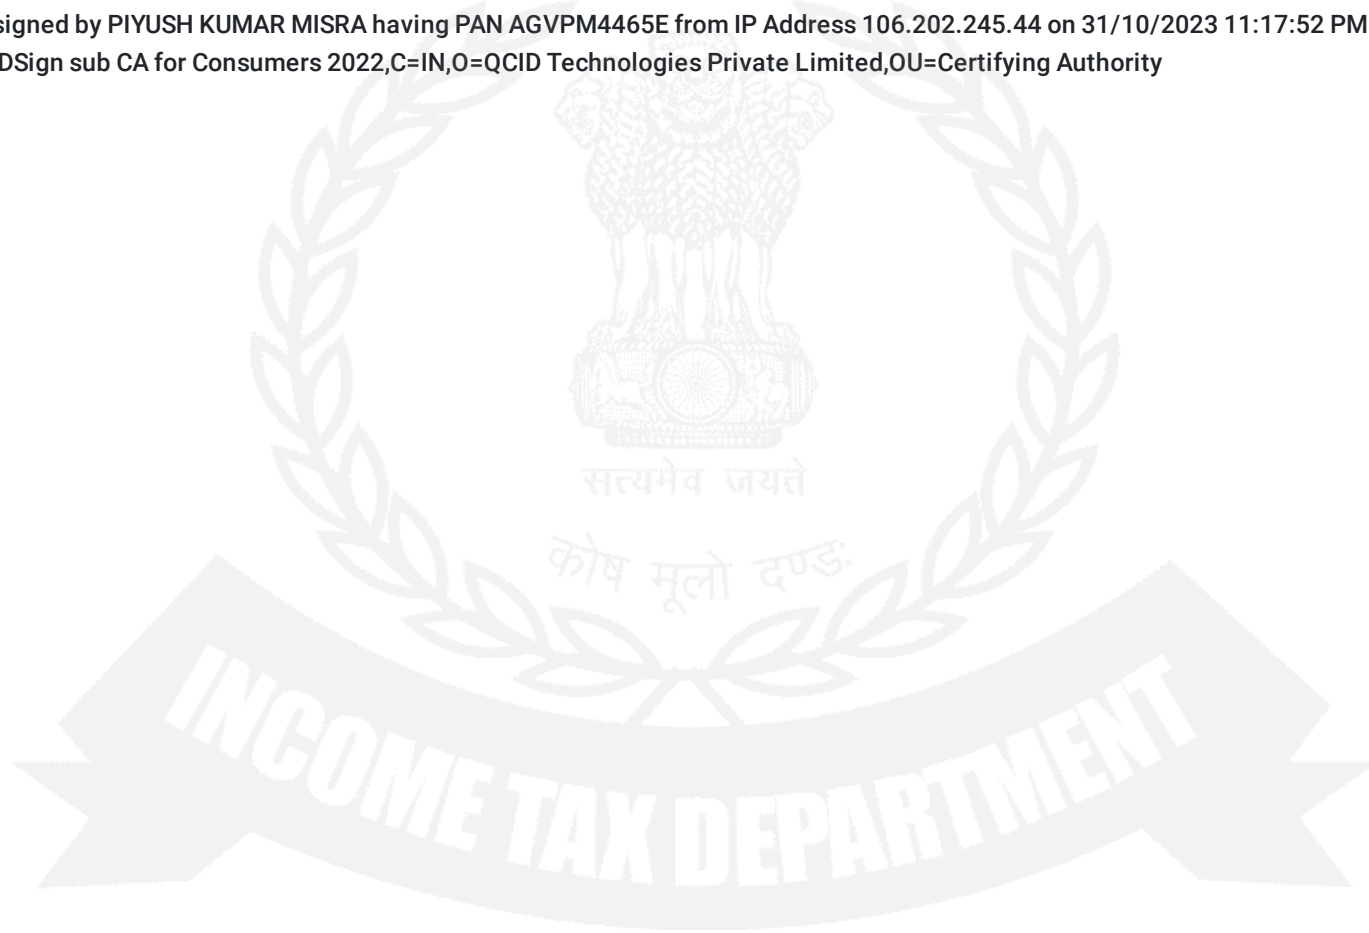 signed by PIYUSH KUMAR MISRA having PAN AGVPM4465E from IP Address 106.202.245.44 on 31/10/2023 11:17:52 PM
DSign sub CA for Consumers 2022,C=IN,O=QCID Technologies Private Limited,OU=Certifying Authority
सत्यमेव जयते
कोष मूलो दण्डः
INCOME TAX DEPARTMENT